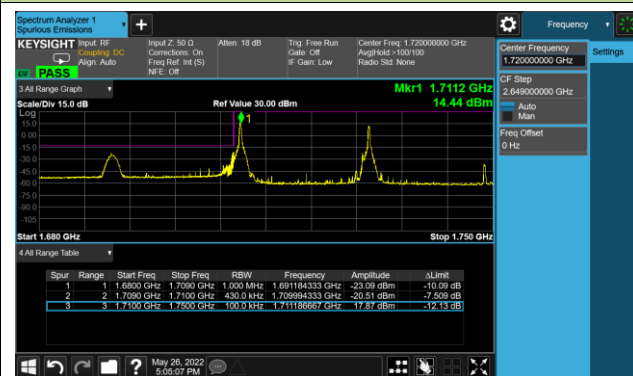 Spectrum Analyzer 1
Spurious Emissions
Frequency
KEYSIGHT Input: RF Input Z: 50 Ω Atten: 18 dB Trig: Free Run Center Freq: 1.720000000 GHz
Coupling: DC Corrections: On Gate: Off Avg|Hold:>100/100
Align: Auto Freq Ref: Int (S) IF Gain: Low Radio Std: None
NFE: Off
PASS
Center Frequency
1.720000000 GHz
Settings
CF Step
2.649000000 GHz
Auto
Man
Freq Offset
0 Hz
3 All Range Graph
Mkr1 1.7112 GHz
Scale/Div 15.0 dB Ref Value 30.00 dBm 14.44 dBm
Log
15.0
0.00
-15.0
-30.0
-45.0
-60.0
-75.0
-90.0
-105
1
Start 1.680 GHz Stop 1.750 GHz
4 All Range Table
Spur Range Start Freq Stop Freq RBW Frequency Amplitude ΔLimit
1 1 1.6800 GHz 1.7090 GHz 1.000 MHz 1.691184333 GHz -23.09 dBm -10.09 dB
2 2 1.7090 GHz 1.7100 GHz 430.0 kHz 1.709994333 GHz -20.51 dBm -7.509 dB
3 3 1.7100 GHz 1.7500 GHz 100.0 kHz 1.711186667 GHz 17.87 dBm -12.13 dB
May 26, 2022
5:05:07 PM